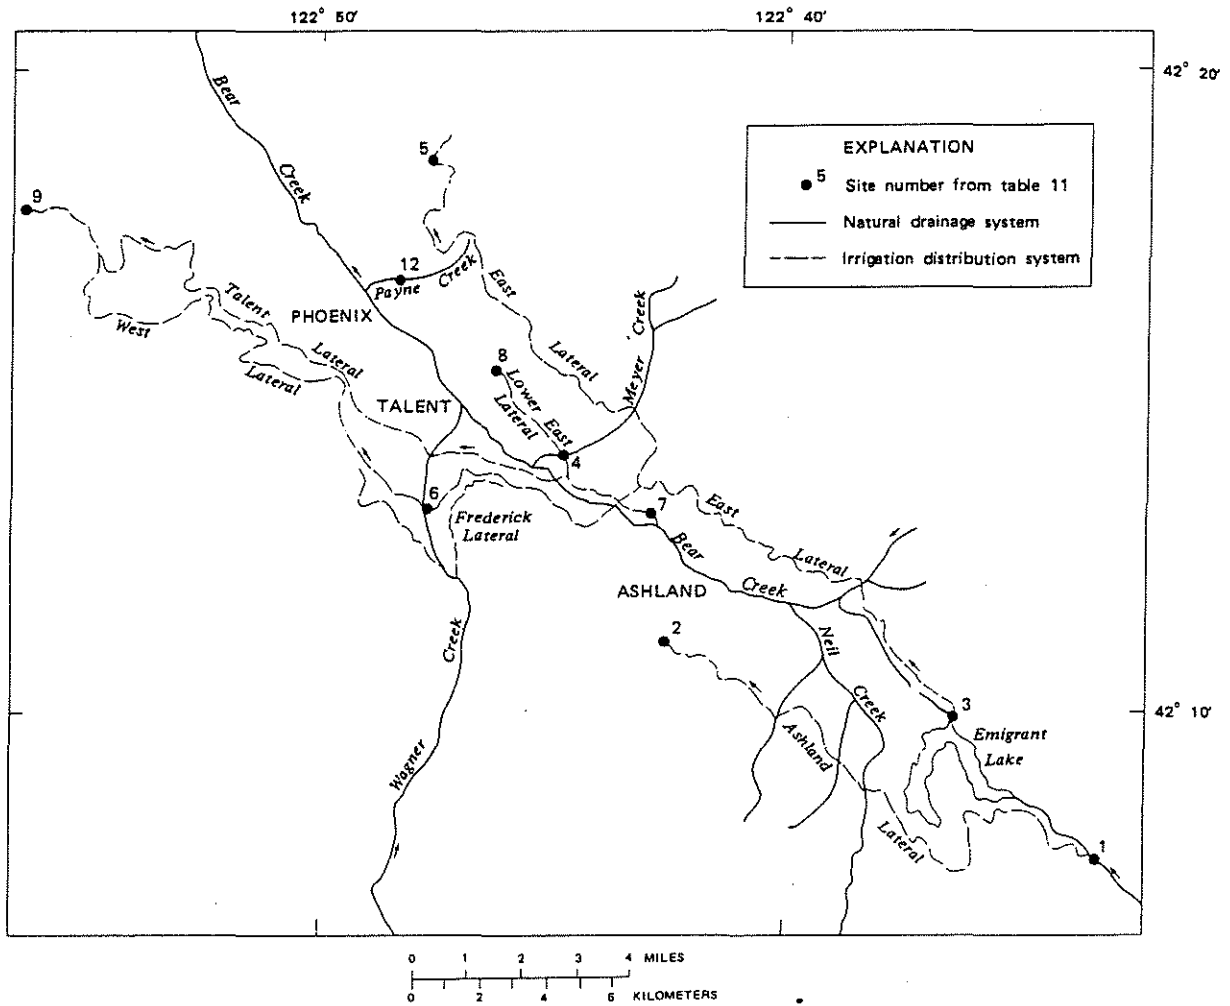 122° 50'
122° 40'
42° 20'
Bear
Creek
EXPLANATION
5 Site number from table 11
Natural drainage system
Irrigation distribution system
5
9
12
Payne
Creek
East
Lateral
PHOENIX
Talent
Lateral
West
Lateral
8
Lower
East
Lateral
Creek
Meyer
TALENT
4
6
Frederick
Lateral
7
East
Lateral
Bear
Creek
ASHLAND
2
Neil
Creek
Creek
Wagner
3
Emigrant
Lake
42° 10'
Ashland
Lateral
1
0 1 2 3 4 MILES
0 2 4 6 KILOMETERS